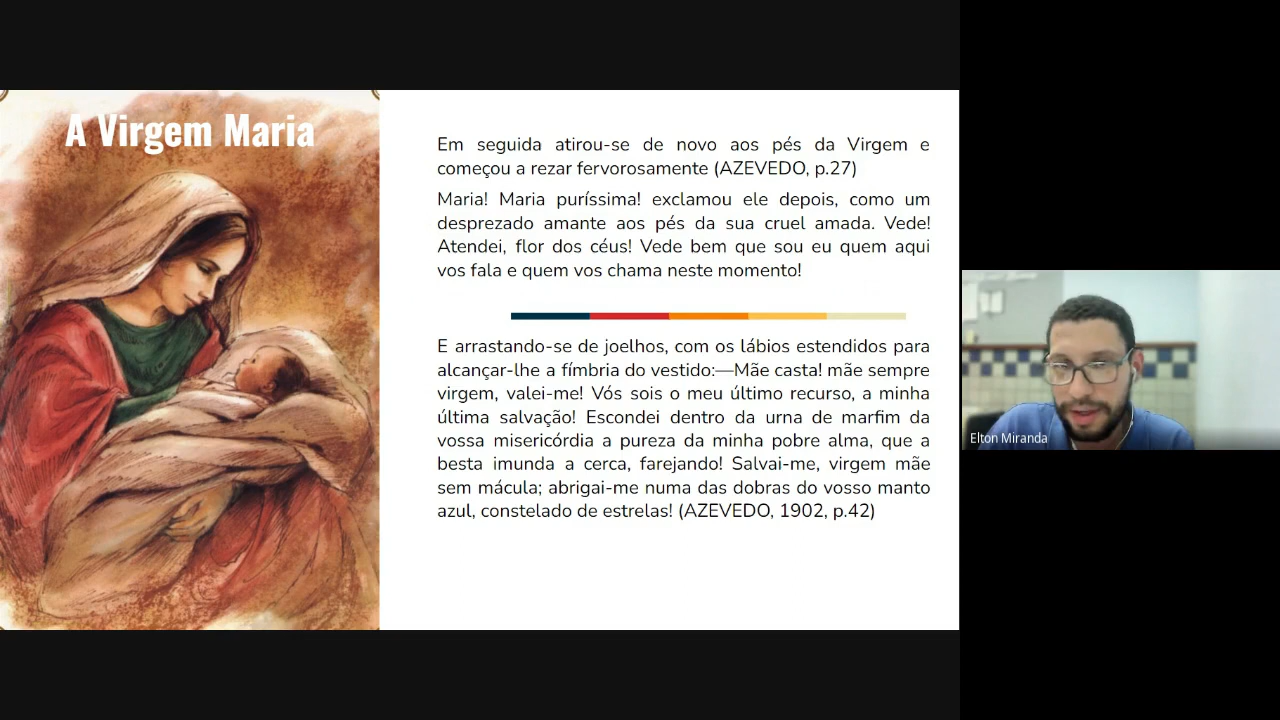 A Virgem Maria
Em seguida atirou-se de novo aos pés da Virgem e
começou a rezar fervorosamente (AZEVEDO, p.27)
Maria! Maria puríssima! exclamou ele depois, como um
desprezado amante aos pés da sua cruel amada. Vede!
Atendei, flor dos céus! Vede bem que sou eu quem aqui
vos fala e quem vos chama neste momento!
E arrastando-se de joelhos, com os lábios estendidos para
alcançar-lhe a fímbria do vestido:—Mãe casta! mãe sempre
virgem, valei-me! Vós sois o meu último recurso, a minha
última salvação! Escondei dentro da urna de marfim da
vossa misericórdia a pureza da minha pobre alma, que a
besta imunda a cerca, farejando! Salvai-me, virgem mãe
sem mácula; abrigai-me numa das dobras do vosso manto
azul, constelado de estrelas! (AZEVEDO, 1902, p.42)
Elton Miranda